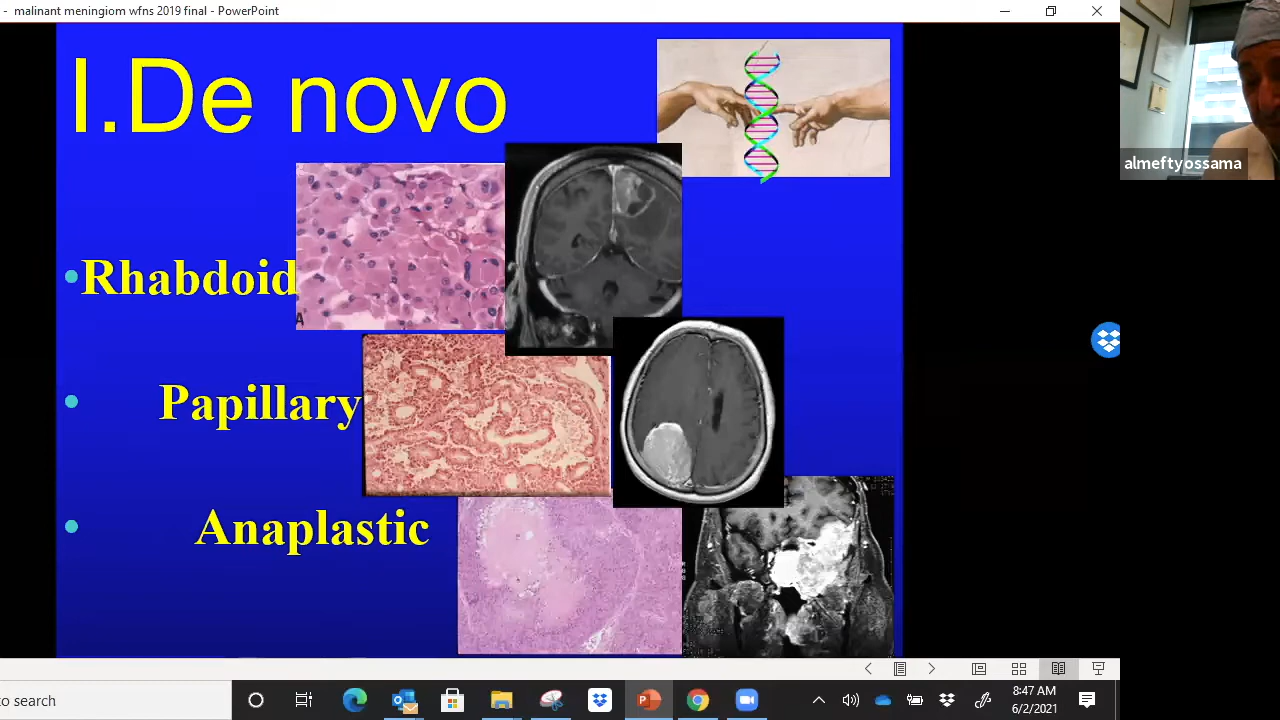 - malinant meningiom wfns 2019 final - PowerPoint
I.De novo
almeftyossama
•Rhabdoid
A
• Papillary
• Anaplastic
to search
8:47 AM
6/2/2021